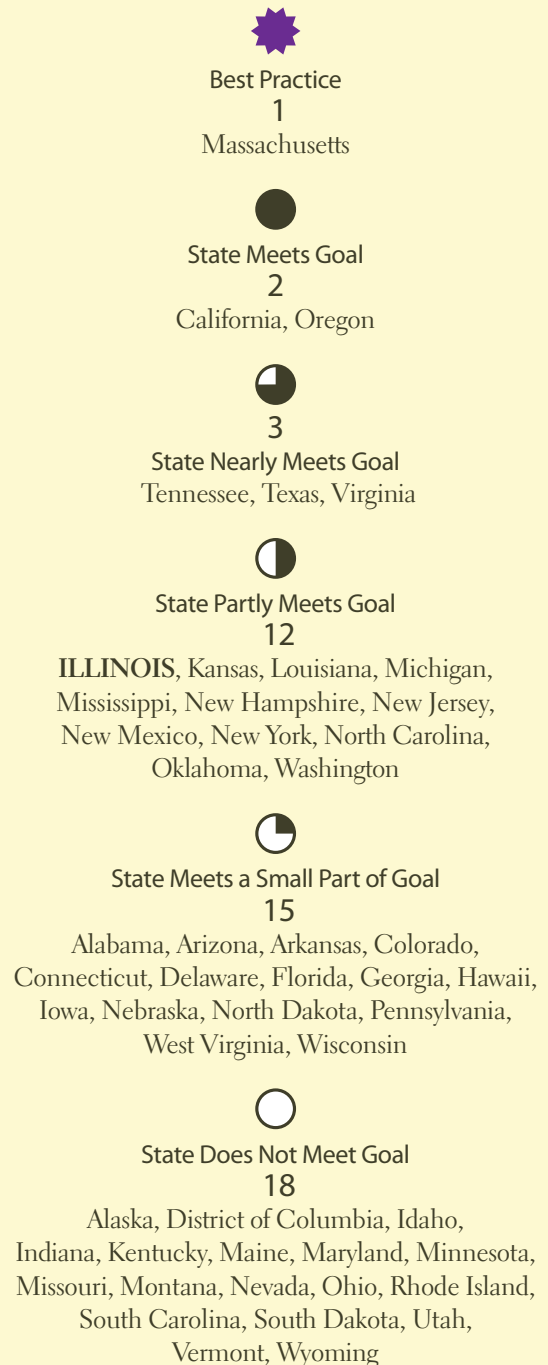 Best Practice
1
Massachusetts
State Meets Goal
2
California, Oregon
3
State Nearly Meets Goal
Tennessee, Texas, Virginia
State Partly Meets Goal
12
ILLINOIS, Kansas, Louisiana, Michigan,
Mississippi, New Hampshire, New Jersey,
New Mexico, New York, North Carolina,
Oklahoma, Washington
State Meets a Small Part of Goal
15
Alabama, Arizona, Arkansas, Colorado,
Connecticut, Delaware, Florida, Georgia, Hawaii,
Iowa, Nebraska, North Dakota, Pennsylvania,
West Virginia, Wisconsin
State Does Not Meet Goal
18
Alaska, District of Columbia, Idaho,
Indiana, Kentucky, Maine, Maryland, Minnesota,
Missouri, Montana, Nevada, Ohio, Rhode Island,
South Carolina, South Dakota, Utah,
Vermont, Wyoming